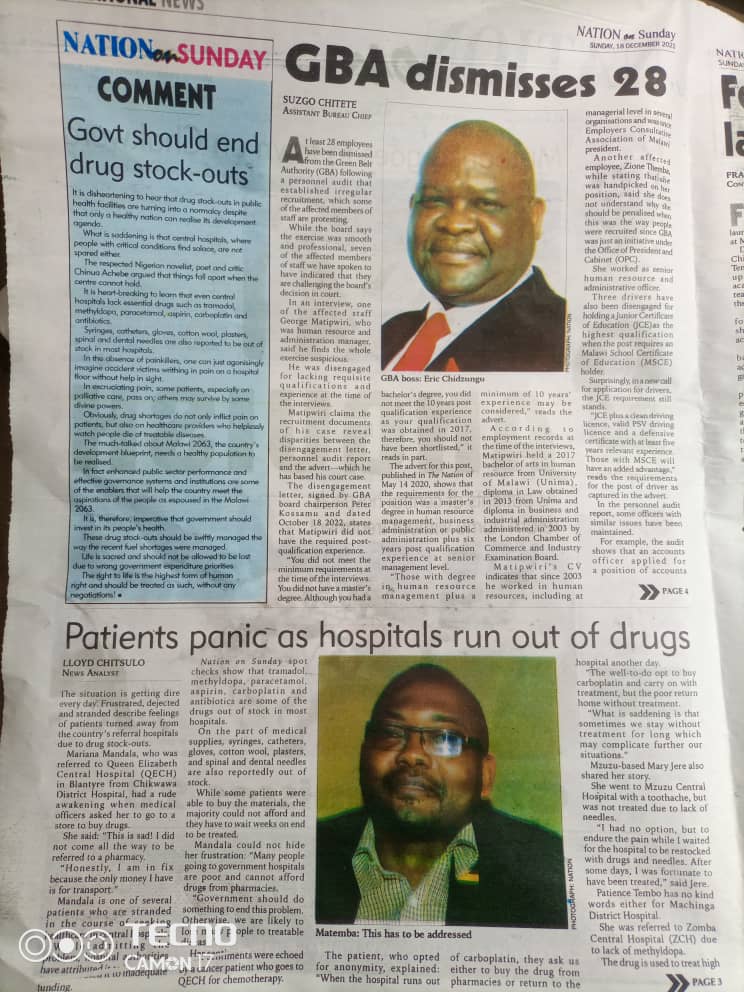 NATIONAL NEWS
NATION on Sunday
SUNDAY, 18 DECEMBER
NATION on SUNDAY
COMMENT
Govt should end
drug stock-outs
It is disheartening to hear that drug stock-outs in public
health facilities are turning into a normalcy despite
that only a healthy nation can realise its development
agenda.
What is saddening is that central hospitals, where
people with critical conditions find solace, are not
spared either.
The respected Nigerian novelist, poet and critic
Chinua Achebe argued that things fall apart when the
centre cannot hold.
It is heart-breaking to learn that even central
hospitals lack essential drugs such as tramadol,
methyldopa, paracetamol, aspirin, carboplatin and
antibiotics.
Syringes, catheters, gloves, cotton wool, plasters,
spinal and dental needles are also reported to be out of
stock in most hospitals.
In the absence of painkillers, one can just agonisingly
imagine accident victims writhing in pain on a hospital
floor without help in sight.
In excruciating pain, some patients, especially on
palliative care, pass on; others may survive by some
divine powers.
Obviously, drug shortages do not only inflict pain on
patients, but also on healthcare providers who helplessly
watch people die of treatable diseases.
The much-talked about Malawi 2063, the country's
development blueprint, needs a healthy population to
be realised.
In fact enhanced public sector performance and
effective governance systems and institutions are some
of the enablers that will help the country meet the
aspirations of the people as espoused in the Malawi
2063.
It is, therefore, imperative that government should
invest in its people's health.
These drug stock-outs should be swiftly managed the
way the recent fuel shortages were managed.
Life is sacred and should not be allowed to be lost
due to wrong government expenditure priorities.
The right to life is the highest form of human
right and should be treated as such, without any
negotiations!
GBA dismisses 28
SUZGO CHITETE
ASSISTANT BUREAU CHIEF
At least 28 employees
have been dismissed
from the Green Belt
Authority (GBA) following
a personnel audit that
established irregular
recruitment, which some
of the affected members of
staff are protesting.
While the board says
the exercise was smooth
and professional, seven
of the affected members
of staff we have spoken to
have indicated that they
are challenging the board's
decision in court.
In an interview, one
of the affected staff
George Matipwiri, who
was human resource and
administration manager,
said he finds the whole
exercise suspicious.
He was disengaged
for lacking requisite
qualifications and
experience at the time of
the interviews.
Matipwiri claims the
recruitment documents
of his case reveal
disparities between the
disengagement letter,
personnel audit report
and the advert—which he
has based his court case.
The disengagement
letter, signed by GBA
board chairperson Peter
Kossamu and dated
October 18 2022, states
that Matipwiri did not
have the required post-
qualification experience.
"You did not meet the
minimum requirements at
the time of the interviews.
You did not have a master's
degree. Although you had a
PHOTOGRAPH: NATION
GBA boss: Eric Chidzungu
bachelor's degree, you did
not meet the 10 years post
qualification experience
as your qualification
was obtained in 2017,
therefore, you should not
have been shortlisted," it
reads in part.
The advert for this post,
published in The Nation of
May 14 2020, shows that
the requirements for the
position was a master's
degree in human resource
management, business
administration or public
administration plus six
years post qualification
experience at senior
management level.
"Those with degree
in human resource
management plus a
minimum of 10 years'
experience may be
considered," reads the
advert.
According to
employment records at
the time of the interviews,
Matipwiri held a 2017
bachelor of arts in human
resource from University
of Malawi (Unima),
diploma in Law obtained
in 2013 from Unima and
diploma in business and
industrial administration
administered in 2003 by
the London Chamber of
Commerce and Industry
Examination Board.
Matipwiri's CV
indicates that since 2003
he worked in human
resources, including at
managerial level in several
organisations and was once
Employers Consultative
Association of Malawi
president.
Another affected
employee, Zione Themba,
while stating that she
was handpicked on her
position, said she does
not understand why she
should be penalised when
this was the way people
were recruited since GBA
was just an initiative under
the Office of President and
Cabinet (OPC).
She worked as senior
human resource and
administrative officer.
Three drivers have
also been disengaged for
holding a Junior Certificate
of Education (JCE)as the
highest qualification
when the post requires an
Malawi School Certificate
of Education (MSCE)
holder.
Surprisingly, in a new call
for application for drivers,
the JCE requirement still
stands.
"JCE plus a clean driving
licence, valid PSV driving
licence and a defensive
certificate with at least five
years relevant experience.
Those with MSCE will
have an added advantage,"
reads the requirements
for the post of driver as
captured in the advert.
In the personnel audit
report, some officers with
similar issues have been
maintained.
For example, the audit
shows that an accounts
officer applied for
a position of accounts
PAGE 4
Patients panic as hospitals run out of drugs
LLOYD CHITSULO
NEWS ANALYST
The situation is getting dire
every day. Frustrated, dejected
and stranded describe feelings
of patients turned away from
the country's referral hospitals
due to drug stock-outs.
Mariana Mandala, who was
referred to Queen Elizabeth
Central Hospital (QECH)
in Blantyre from Chikwawa
District Hospital, had a rude
awakening when medical
officers asked her to go to a
store to buy drugs.
She said: "This is sad! I did
not come all the way to be
referred to a pharmacy.
"Honestly, I am in fix
because the only money I have
is for transport."
Mandala is one of several
patients who are stranded
in the course of
have
inadequate
funding.
Nation on Sunday spot
checks show that tramadol,
methyldopa, paracetamol,
aspirin, carboplatin and
antibiotics are some of the
drugs out of stock in most
hospitals.
On the part of medical
supplies, syringes, catheters,
gloves, cotton wool, plasters,
and spinal and dental needles
are also reportedly out of
stock.
While some patients were
able to buy the materials, the
majority could not afford and
they have to wait weeks on end
to be treated.
Mandala could not hide
her frustration: "Many people
going to government hospitals
are poor and cannot afford
drugs from pharmacies.
"Government should do
something to end this problem.
Otherwise, we are likely to
people to treatable
were echoed
cancer patient who goes to
QECH for chemotherapy.
PHOTOGRAPH: NATION
Matemba: This has to be addressed
The patient, who opted
for anonymity, explained:
"When the hospital runs out
of carboplatin, they ask us
either to buy the drug from
pharmacies or return to the
hospital another day.
"The well-to-do opt to buy
carboplatin and carry on with
treatment, but the poor return
home without treatment.
"What is saddening is that
sometimes we stay without
treatment for long which
may complicate further our
situations."
Mzuzu-based Mary Jere also
shared her story.
She went to Mzuzu Central
Hospital with a toothache, but
was not treated due to lack of
needles.
"I had no option, but to
endure the pain while I waited
for the hospital to be restocked
with drugs and needles. After
some days, I was fortunate to
have been treated," said Jere.
Patience Tembo has no kind
words either for Machinga
District Hospital.
She was referred to Zomba
Central Hospital (ZCH) due
to lack of methyldopa.
The drug is used to treat high
PAGE 3
TECNO
CAMON 17